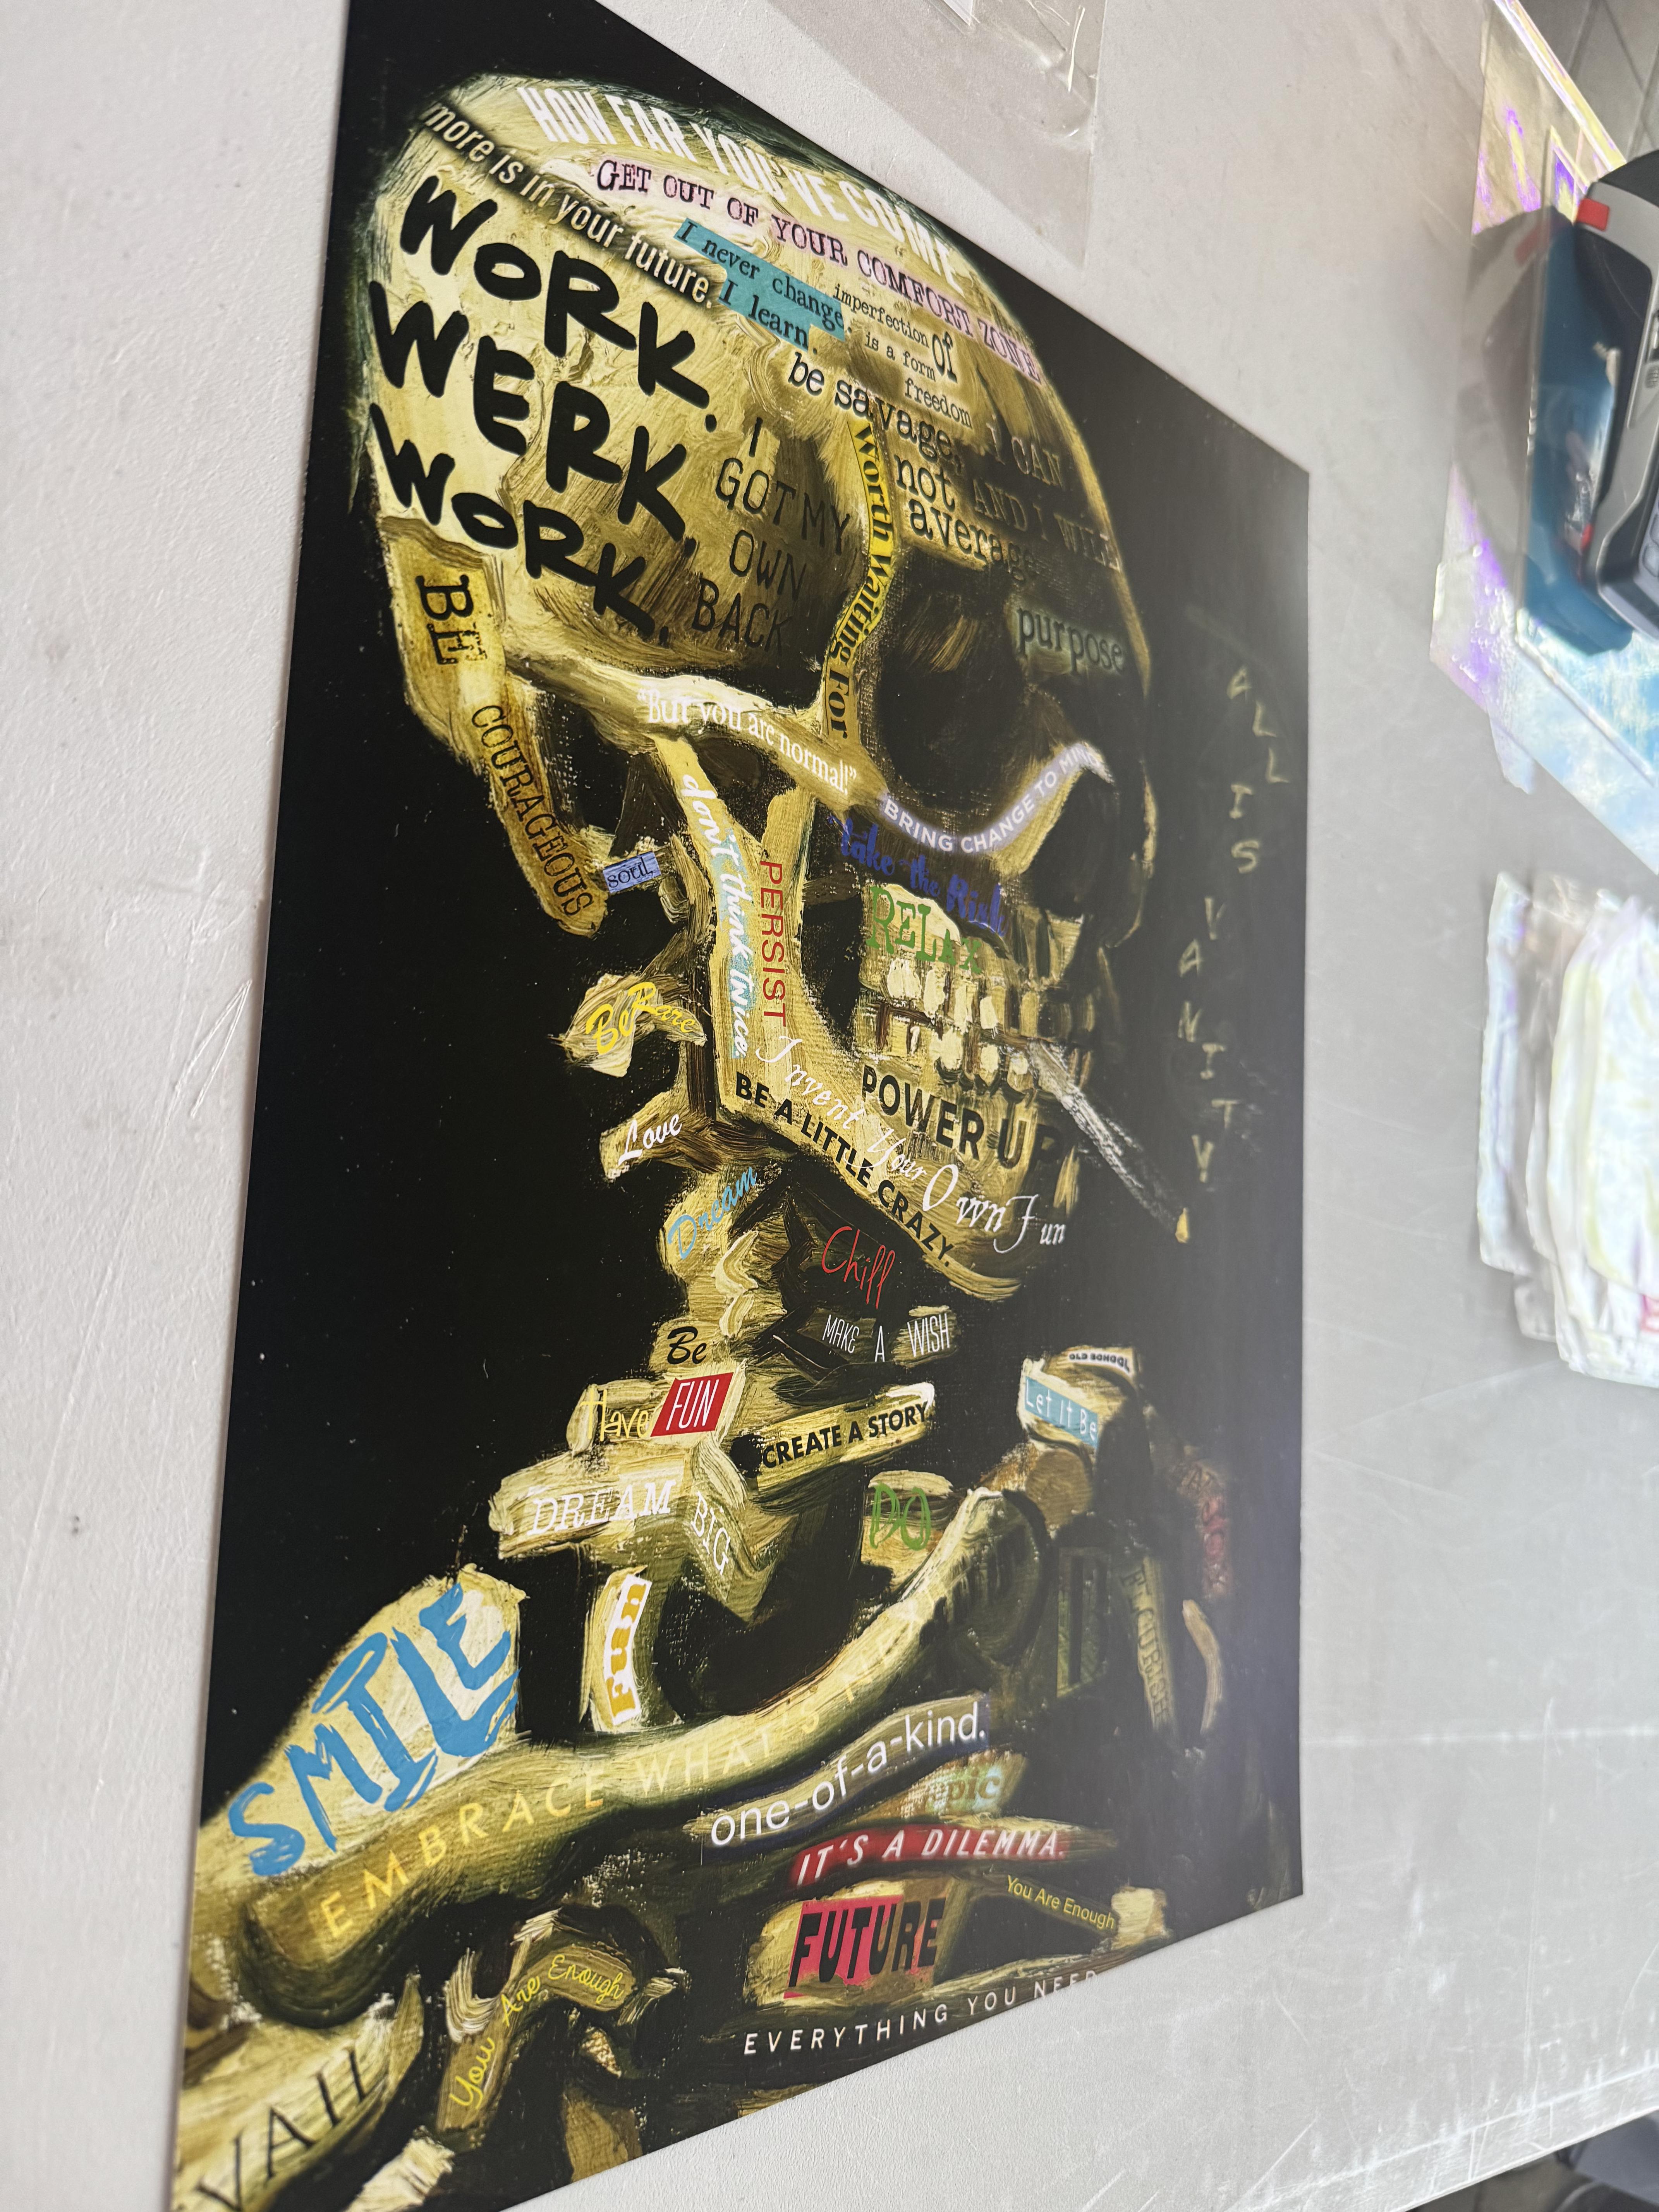 HOW FAR YOU'VE COME
more is in your future.
GET OUT OF YOUR COMFORT ZONE
I never change.
I learn.
imperfection
is a form
Of
freedom
WORK.
WERK.
WORK.
be savage,
not
average
I CAN
AND I WILL
I
GOT MY
OWN
BACK
Worth Waiting For
purpose
BE
COURAGEOUS
"But you are normal!"
BRING CHANGE TO
take the Risk
RELAX
soul
don't think twice.
PERSIST
Be Rare
POWER UP
Invent Your Own Fun
BE A LITTLE CRAZY.
Love
Dream
Chill
MAKE A WISH
ALL
IS
VANITY
Be
Have FUN
CREATE A STORY
OLD SCHOOL
Let It Be
DREAM BIG
DO
fun
SMILE
EMBRACE WHAT'S
one-of-a-kind.
epic
IT'S A DILEMMA.
FUTURE
You Are Enough
You Are Enough
EVERYTHING YOU NEED